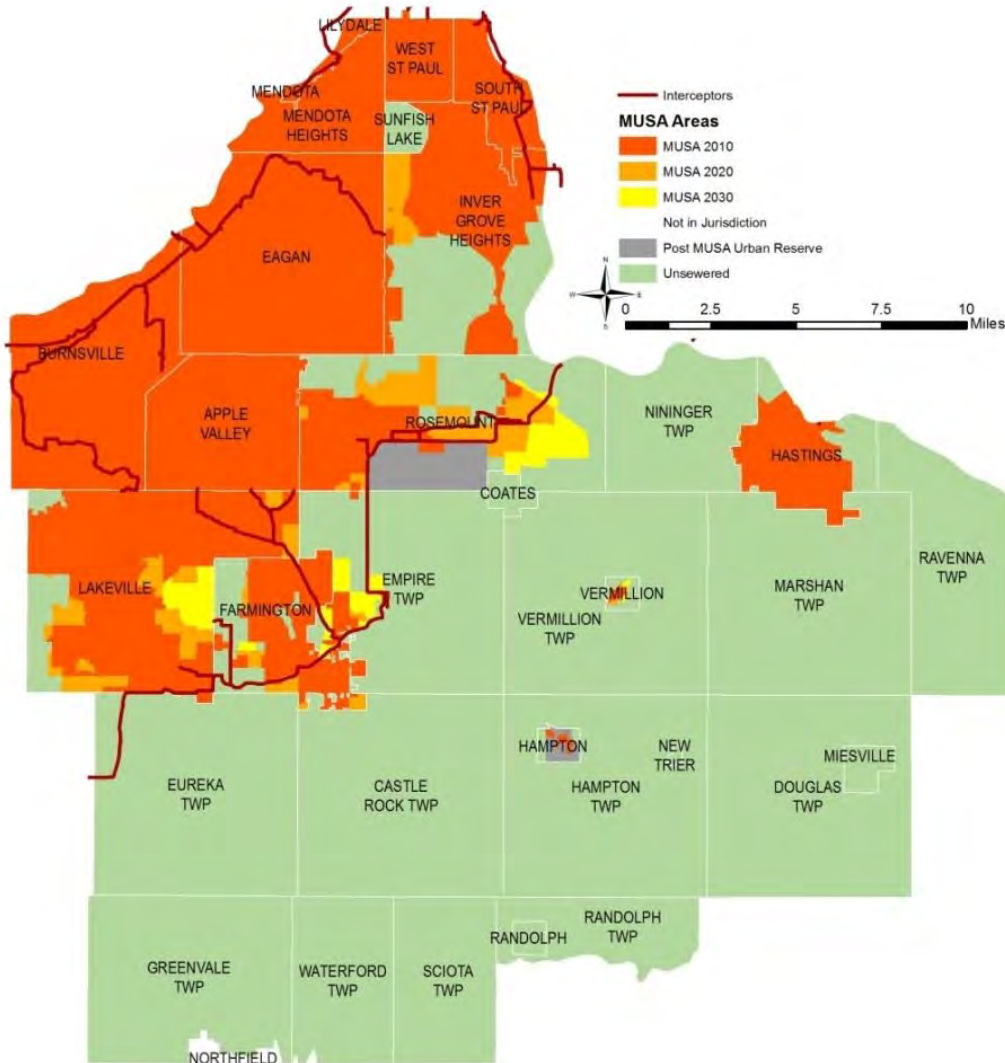 LILYDALE
WEST
ST PAUL
SOUTH
ST PAUL
MENDOTA
MENDOTA
HEIGHTS
SUNFISH
LAKE
INVER
GROVE
HEIGHTS
EAGAN
Interceptors
MUSA Areas
MUSA 2010
MUSA 2020
MUSA 2030
Not in Jurisdiction
Post MUSA Urban Reserve
Unsewered
N
W
E
S
0
2.5
5
7.5
10
Miles
BURNSVILLE
APPLE
VALLEY
ROSEMOUNT
NININGER
TWP
HASTINGS
COATES
LAKEVILLE
FARMINGTON
EMPIRE
TWP
VERMILLION
VERMILLION
TWP
MARSHAN
TWP
RAVENNA
TWP
EUREKA
TWP
CASTLE
ROCK TWP
HAMPTON
HAMPTON
TWP
NEW
TRIER
DOUGLAS
TWP
MIESVILLE
GREENVALE
TWP
WATERFORD
TWP
SCIOTA
TWP
RANDOLPH
RANDOLPH
TWP
NORTHFIELD